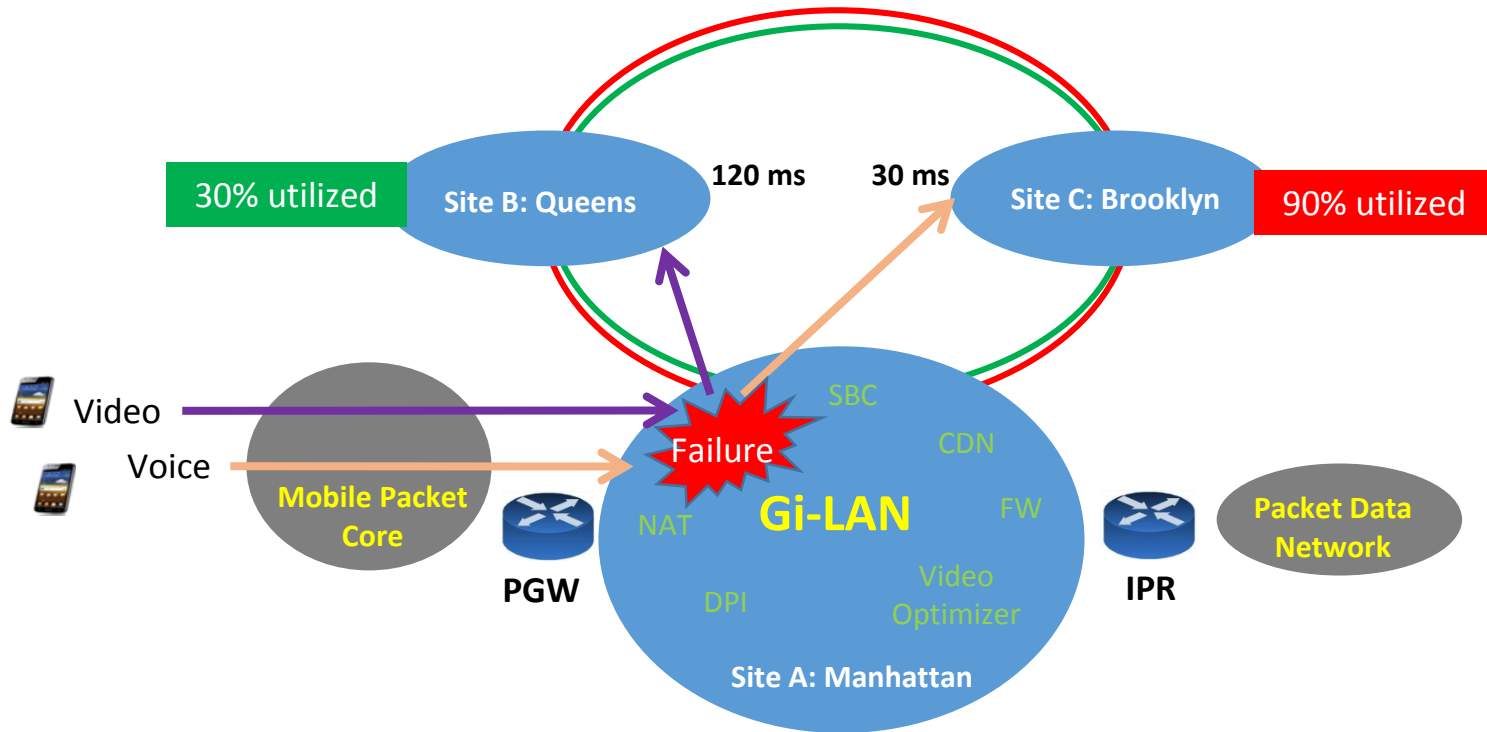 120 ms
30 ms
30% utilized
Site B: Queens
Site C: Brooklyn
90% utilized
SBC
Video
CDN
Failure
Voice
Mobile Packet
Core
Gi-LAN
FW
NAT
Packet Data
Network
PGW
IPR
DPI
Video
Optimizer
Site A: Manhattan